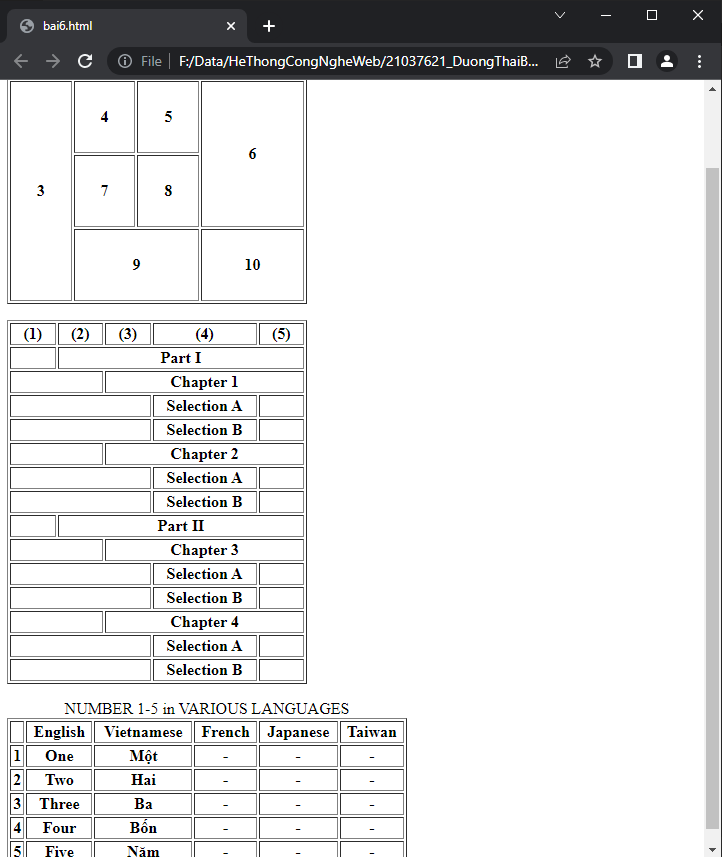 bai6.html
File F:/Data/HeThongCongNgheWeb/21037621_DuongThaiB...
4 5
6
3 7 8
9 10
(1) (2) (3) (4) (5)
Part I
Chapter 1
Selection A
Selection B
Chapter 2
Selection A
Selection B
Part II
Chapter 3
Selection A
Selection B
Chapter 4
Selection A
Selection B
NUMBER 1-5 in VARIOUS LANGUAGES
English Vietnamese French Japanese Taiwan
1 One Một - - -
2 Two Hai - - -
3 Three Ba - - -
4 Four Bốn - - -
5 Five Năm - - -